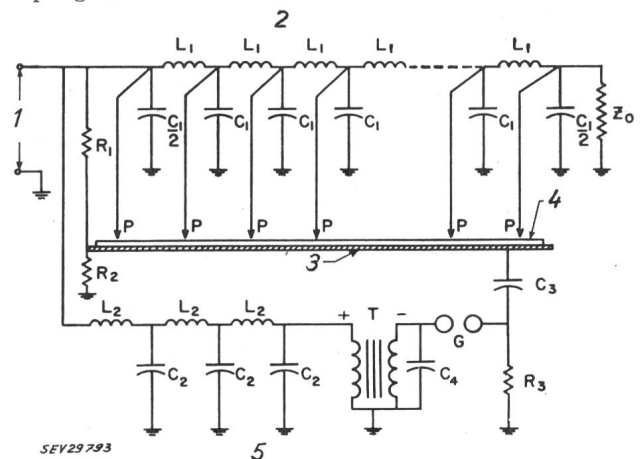 2
L₁ L₁ L₁ L₁ L₁
1
R₁ C₁/2 C₁ C₁ C₁ C₁ C₁/2 Z₀
P P P P P P 4
3
R₂
C₃
L₂ L₂ L₂ + T -
G
C₂ C₂ C₂ C₄ R₃
SEV29793 5